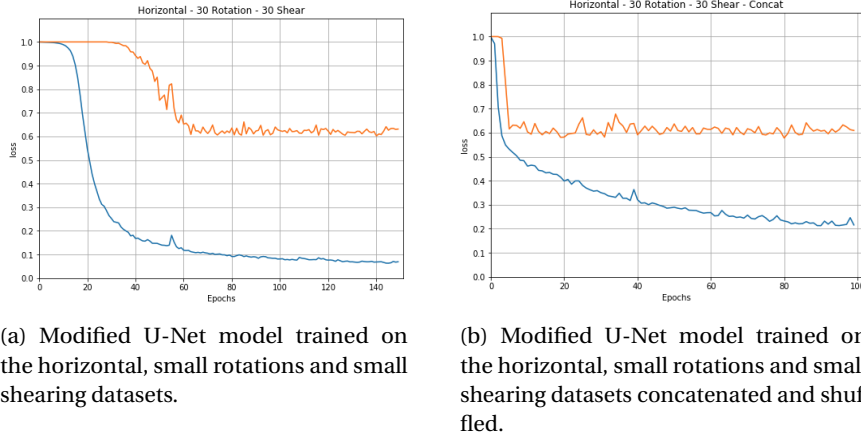 Horizontal - 30 Rotation - 30 Shear
1.0
0.9
0.8
0.7
0.6
0.5
0.4
0.3
0.2
0.1
0.0
loss
0 20 40 60 80 100 120 140
Epochs
(a) Modified U-Net model trained on
the horizontal, small rotations and small
shearing datasets.
Horizontal - 30 Rotation - 30 Shear - Concat
1.0
0.9
0.8
0.7
0.6
0.5
0.4
0.3
0.2
0.1
0.0
loss
0 20 40 60 80 100
Epochs
(b) Modified U-Net model trained on
the horizontal, small rotations and small
shearing datasets concatenated and shuf
fled.